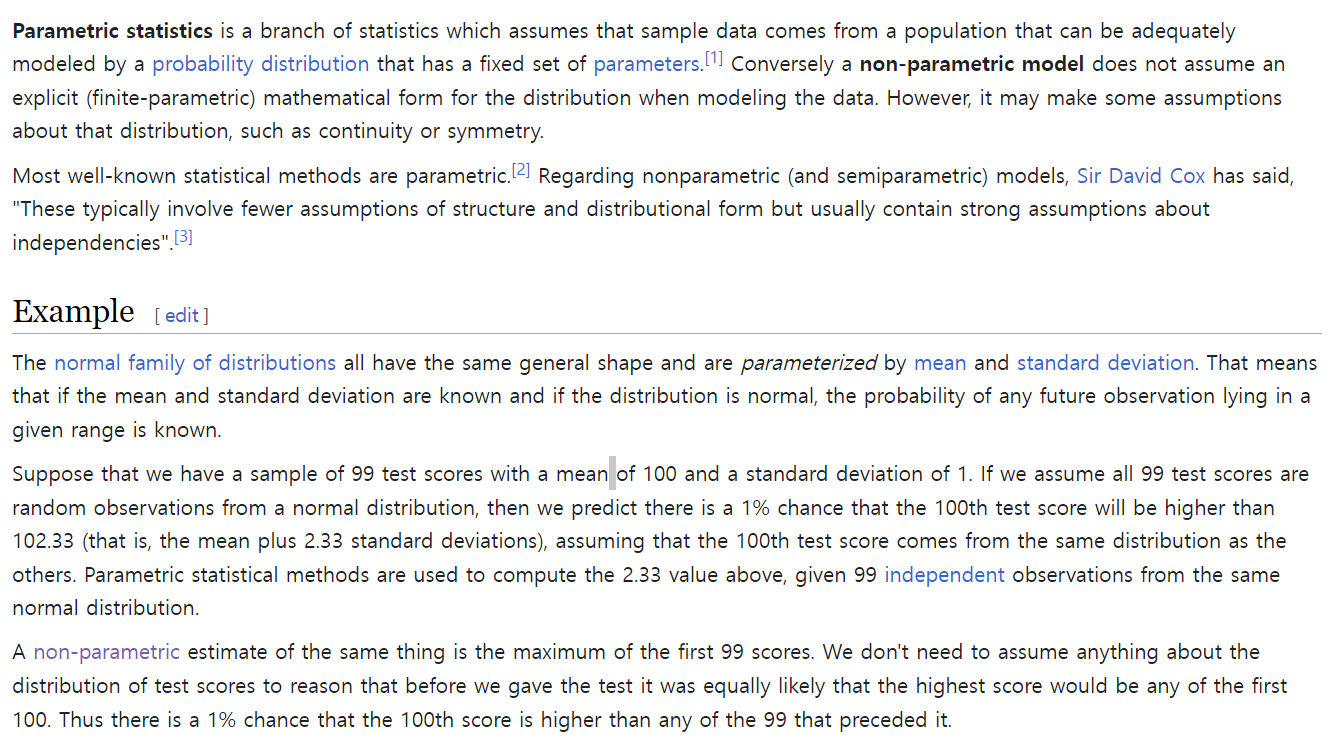 Parametric statistics is a branch of statistics which assumes that sample data comes from a population that can be adequately
modeled by a probability distribution that has a fixed set of parameters.[1] Conversely a non-parametric model does not assume an
explicit (finite-parametric) mathematical form for the distribution when modeling the data. However, it may make some assumptions
about that distribution, such as continuity or symmetry.
Most well-known statistical methods are parametric.[2] Regarding nonparametric (and semiparametric) models, Sir David Cox has said,
"These typically involve fewer assumptions of structure and distributional form but usually contain strong assumptions about
independencies".[3]
Example [ edit ]
The normal family of distributions all have the same general shape and are parameterized by mean and standard deviation. That means
that if the mean and standard deviation are known and if the distribution is normal, the probability of any future observation lying in a
given range is known.
Suppose that we have a sample of 99 test scores with a mean of 100 and a standard deviation of 1. If we assume all 99 test scores are
random observations from a normal distribution, then we predict there is a 1% chance that the 100th test score will be higher than
102.33 (that is, the mean plus 2.33 standard deviations), assuming that the 100th test score comes from the same distribution as the
others. Parametric statistical methods are used to compute the 2.33 value above, given 99 independent observations from the same
normal distribution.
A non-parametric estimate of the same thing is the maximum of the first 99 scores. We don't need to assume anything about the
distribution of test scores to reason that before we gave the test it was equally likely that the highest score would be any of the first
100. Thus there is a 1% chance that the 100th score is higher than any of the 99 that preceded it.